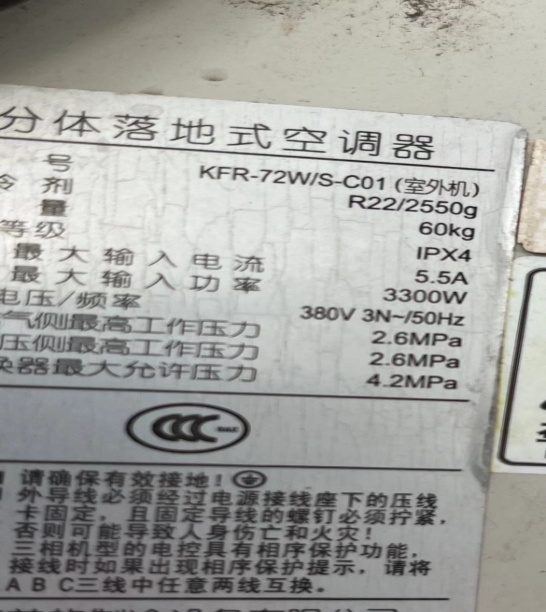 分体落地式空调器
号 KFR-72W/S-C01 (室外机)
冷剂 R22/2550g
量 60kg
等级 IPX4
最大输入电流 5.5A
最大输入功率 3300W
电压/频率 380V 3N~/50Hz
气侧最高工作压力 2.6MPa
压侧最高工作压力 2.6MPa
换器最大允许压力 4.2MPa
CCC
请确保有效接地!
外导线必须经过电源接线座下的压线
卡固定,且固定导线的螺钉必须拧紧,
否则可能导致人身伤亡和火灾!
三相机型的电控具有相序保护功能,
接线时如果出现相序保护提示,请将
A B C三线中任意两线互换。